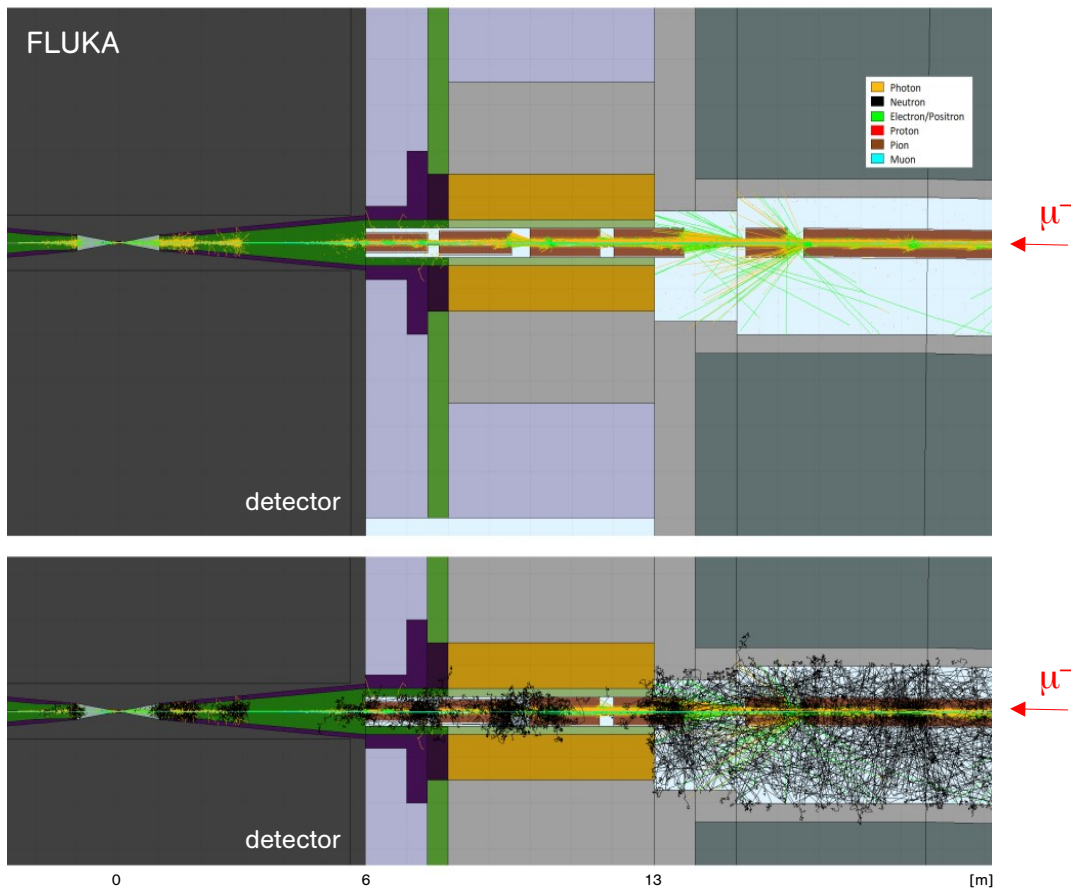 FLUKA
Photon
Neutron
Electron/Positron
Proton
Pion
Muon
μ⁻
detector
μ⁻
detector
0 6 13 [m]